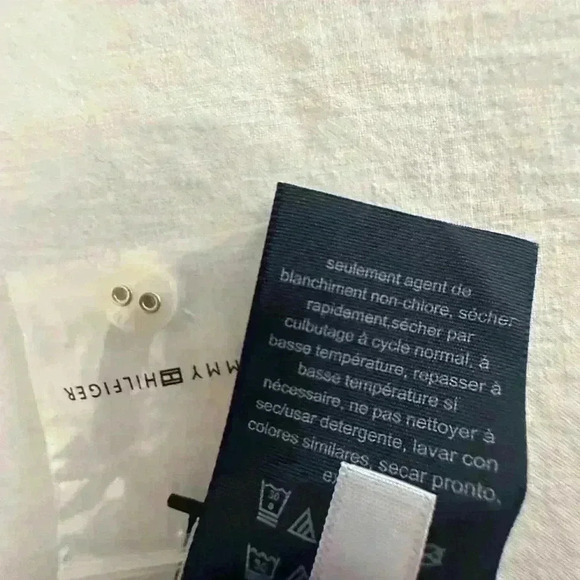 seulement agent de
blanchiment non-chlore, sécher
rapidement,sécher par
culbutage à cycle normal, à
basse température, repasser à
basse température si
nécessaire, ne pas nettoyer à
sec/usar detergente, lavar con
colores similares, secar pronto,
30
MMY HILFIGER